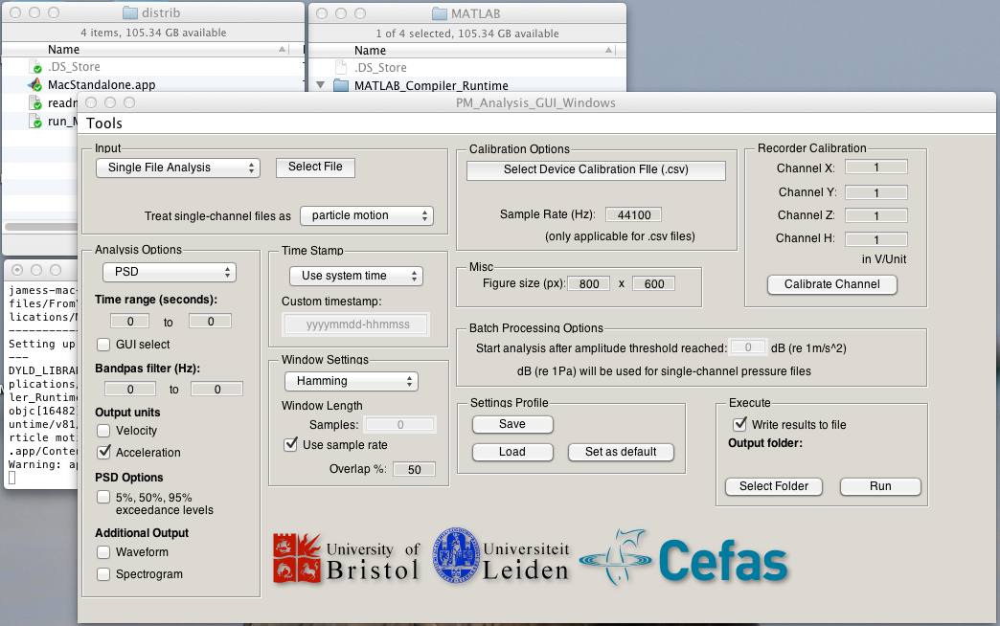 distrib
4 items, 105.34 GB available
Name
.DS_Store
MacStandalone.app
MATLAB
1 of 4 selected, 105.34 GB available
Name
.DS_Store
MATLAB_Compiler_Runtime
PM_Analysis_GUI_Windows
Tools
Input
Single File Analysis
Select File
Treat single-channel files as
particle motion
Calibration Options
Select Device Calibration FIle (.csv)
Sample Rate (Hz):
44100
(only applicable for .csv files)
Recorder Calibration
Channel X:
1
Channel Y:
1
Channel Z:
1
Channel H:
1
in V/Unit
Calibrate Channel
Analysis Options
PSD
Time range (seconds):
0 to 0
GUI select
Bandpas filter (Hz):
0 to 0
Output units
Velocity
Acceleration
PSD Options
5%, 50%, 95%
exceedance levels
Additional Output
Waveform
Spectrogram
Time Stamp
Use system time
Custom timestamp:
yyyymmdd-hhmmss
Window Settings
Hamming
Window Length
Samples:
0
Use sample rate
Overlap %:
50
Misc
Figure size (px):
800 x 600
Batch Processing Options
Start analysis after amplitude threshold reached:
0
dB (re 1m/s^2)
dB (re 1Pa) will be used for single-channel pressure files
Settings Profile
Save
Load
Set as default
Execute
Write results to file
Output folder:
Select Folder
Run
jamess-mac-
files/From
lications/
Setting up
---
DYLD_LIBRA
plications,
ler_Runtime
objc[16482
untime/v81,
rticle mot
.app/Conte
Warning: ap
University of
Bristol
Universiteit
Leiden
Cefas